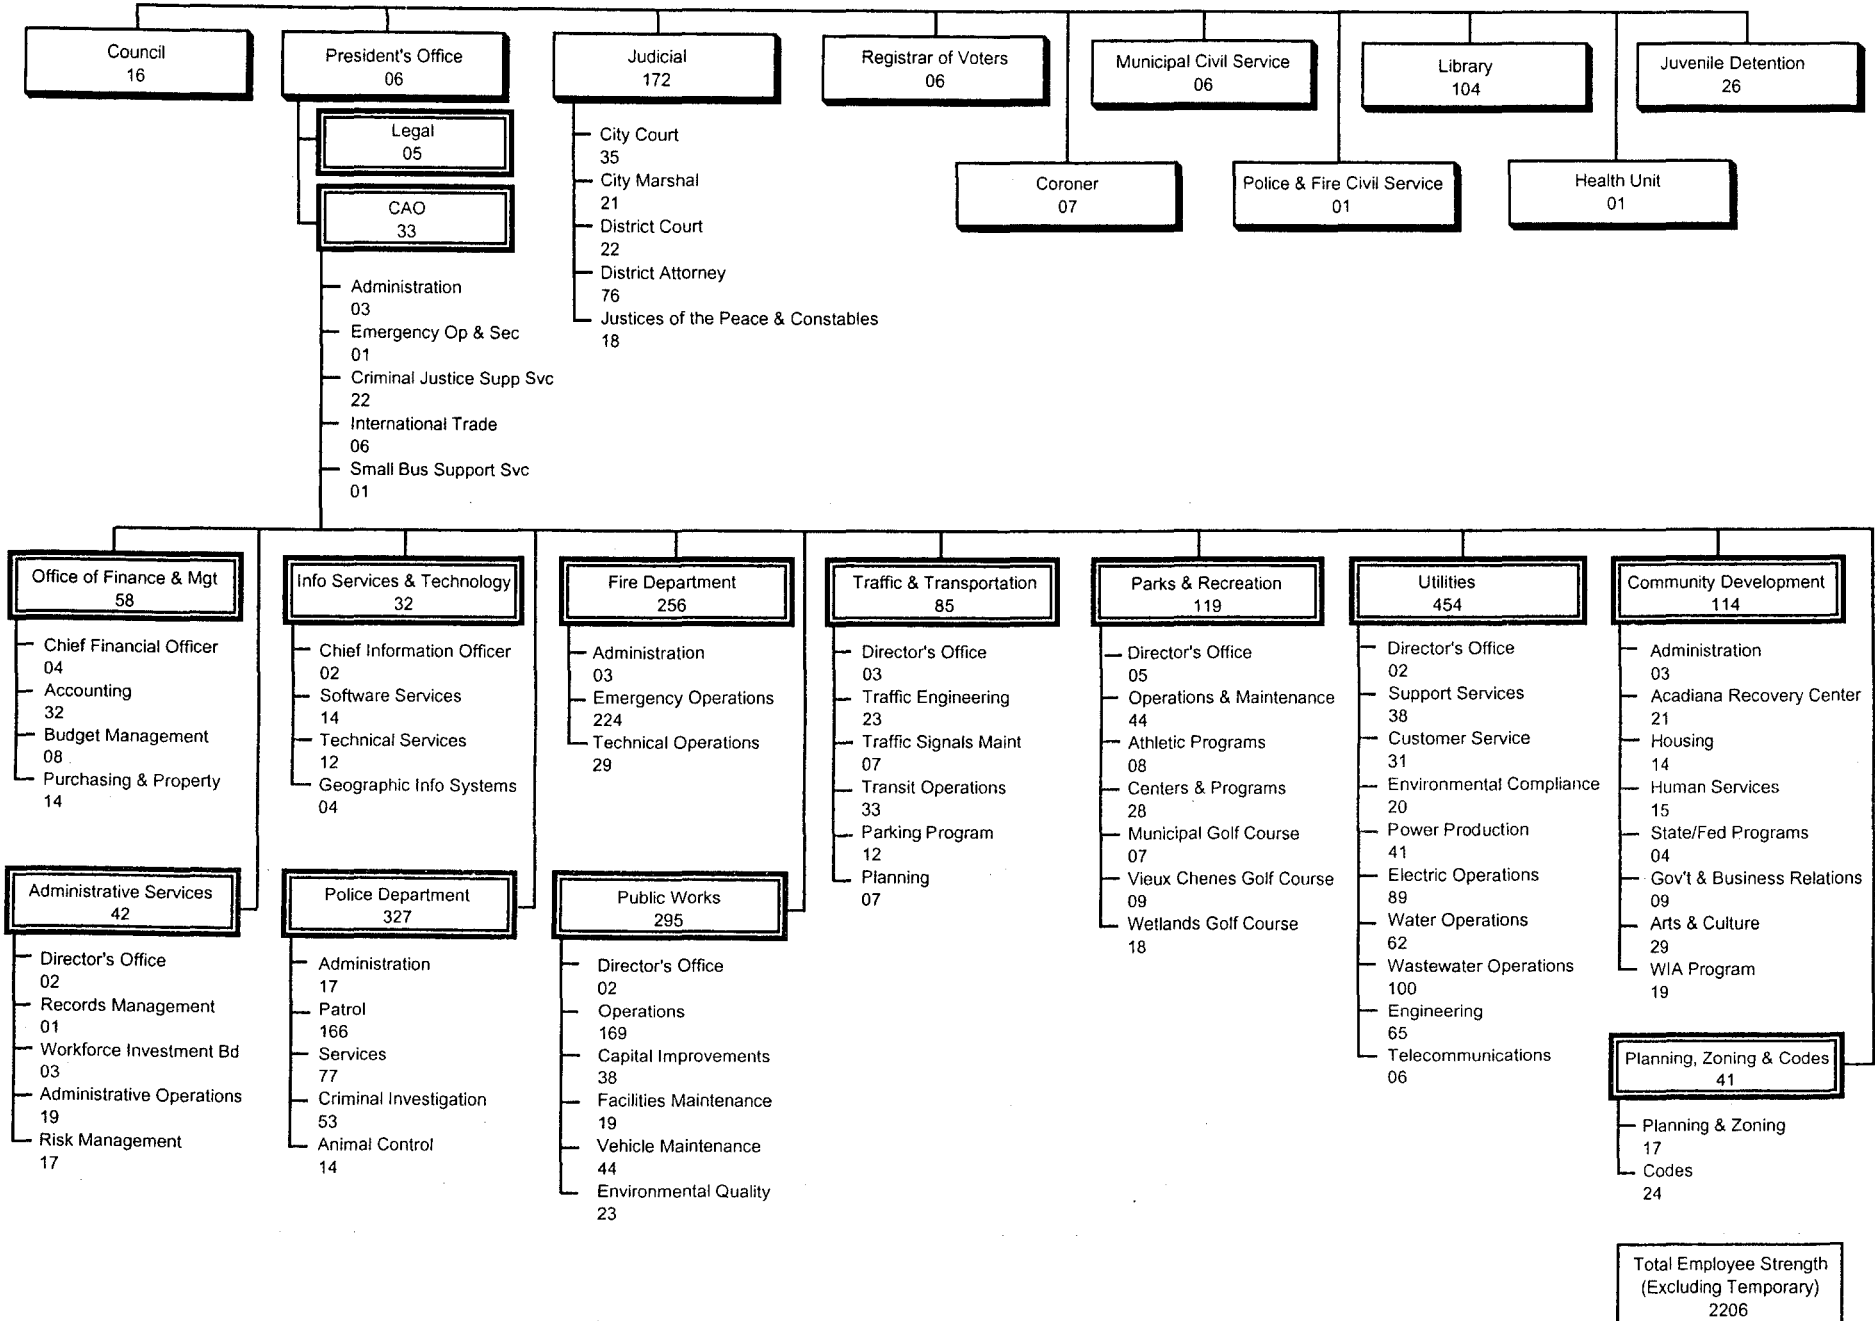 Council
16
President's Office
06
Judicial
172
Registrar of Voters
06
Municipal Civil Service
06
Library
104
Juvenile Detention
26
Legal
05
CAO
33
Coroner
07
Police & Fire Civil Service
01
Health Unit
01
Administration
03
Emergency Op & Sec
01
Criminal Justice Supp Svc
22
International Trade
06
Small Bus Support Svc
01
City Court
35
City Marshal
21
District Court
22
District Attorney
76
Justices of the Peace & Constables
18
Office of Finance & Mgt
58
Chief Financial Officer
04
Accounting
32
Budget Management
08
Purchasing & Property
14
Info Services & Technology
32
Chief Information Officer
02
Software Services
14
Technical Services
12
Geographic Info Systems
04
Fire Department
256
Administration
03
Emergency Operations
224
Technical Operations
29
Traffic & Transportation
85
Director's Office
03
Traffic Engineering
23
Traffic Signals Maint
07
Transit Operations
33
Parking Program
12
Planning
07
Parks & Recreation
119
Director's Office
05
Operations & Maintenance
44
Athletic Programs
08
Centers & Programs
28
Municipal Golf Course
07
Vieux Chenes Golf Course
09
Wetlands Golf Course
18
Utilities
454
Director's Office
02
Support Services
38
Customer Service
31
Environmental Compliance
20
Power Production
41
Electric Operations
89
Water Operations
62
Wastewater Operations
100
Engineering
65
Telecommunications
06
Community Development
114
Administration
03
Acadiana Recovery Center
21
Housing
14
Human Services
15
State/Fed Programs
04
Gov't & Business Relations
09
Arts & Culture
29
WIA Program
19
Administrative Services
42
Director's Office
02
Records Management
01
Workforce Investment Bd
03
Administrative Operations
19
Risk Management
17
Police Department
327
Administration
17
Patrol
166
Services
77
Criminal Investigation
53
Animal Control
14
Public Works
295
Director's Office
02
Operations
169
Capital Improvements
38
Facilities Maintenance
19
Vehicle Maintenance
44
Environmental Quality
23
Planning, Zoning & Codes
41
Planning & Zoning
17
Codes
24
Total Employee Strength
(Excluding Temporary)
2206